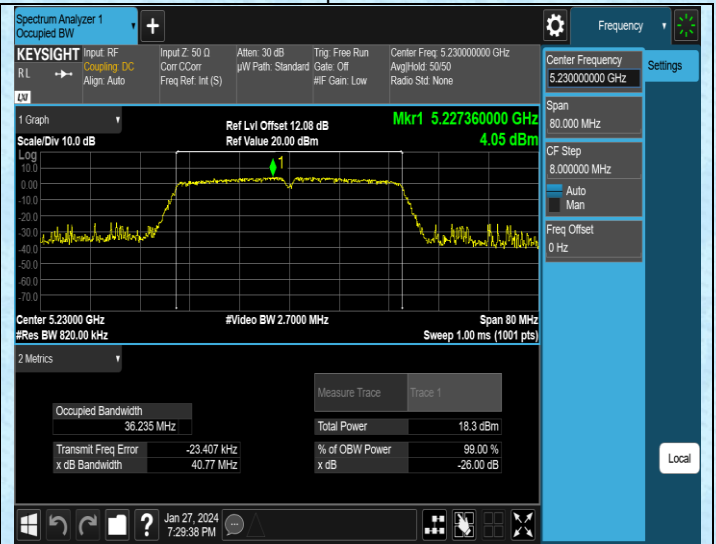 Spectrum Analyzer 1
Occupied BW
+
Frequency
KEYSIGHT
RL
LXI
Input: RF
Coupling: DC
Align: Auto
Input Z: 50 Ω
Corr CCorr
Freq Ref: Int (S)
Atten: 30 dB
µW Path: Standard
Trig: Free Run
Gate: Off
#IF Gain: Low
Center Freq: 5.230000000 GHz
Avg|Hold: 50/50
Radio Std: None
Center Frequency
5.230000000 GHz
Settings
Span
80.000 MHz
CF Step
8.000000 MHz
Auto
Man
Freq Offset
0 Hz
Local
1 Graph
Scale/Div 10.0 dB
Ref Lvl Offset 12.08 dB
Ref Value 20.00 dBm
Mkr1 5.227360000 GHz
4.05 dBm
Log
10.0
0.00
-10.0
-20.0
-30.0
-40.0
-50.0
-60.0
-70.0
1
Center 5.23000 GHz
#Res BW 820.00 kHz
#Video BW 2.7000 MHz
Span 80 MHz
Sweep 1.00 ms (1001 pts)
2 Metrics
Measure Trace Trace 1
Occupied Bandwidth
36.235 MHz
Total Power 18.3 dBm
Transmit Freq Error -23.407 kHz
% of OBW Power 99.00 %
x dB Bandwidth 40.77 MHz
x dB -26.00 dB
?
Jan 27, 2024
7:29:38 PM